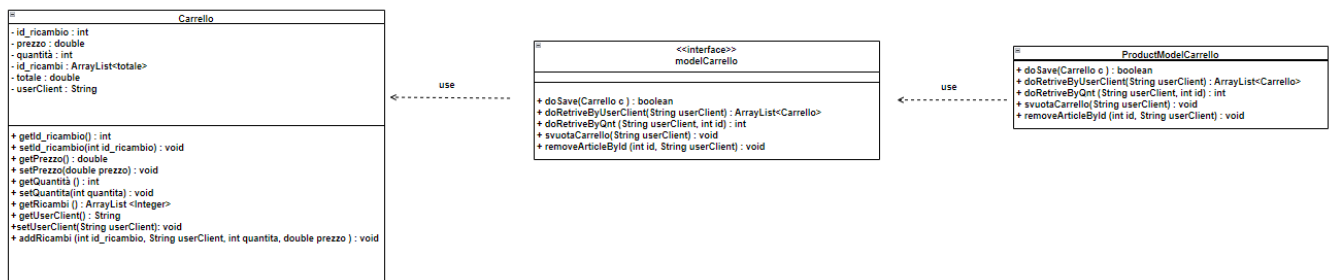 Carrello
- id_ricambio : int
- prezzo : double
- quantità : int
- id_ricambi : ArrayList<totale>
- totale : double
- userClient : String
+ getId_ricambio() : int
+ setId_ricambio(int id_ricambio) : void
+ getPrezzo() : double
+ setPrezzo(double prezzo) : void
+ getQuantità () : int
+ setQuantita(int quantita) : void
+ getRicambi () : ArrayList <Integer>
+ getUserClient() : String
+setUserClient(String userClient): void
+ addRicambi (int id_ricambio, String userClient, int quantita, double prezzo ) : void
use
<<interface>>
modelCarrello
+ doSave(Carrello c ) : boolean
+ doRetriveByUserClient(String userClient) : ArrayList<Carrello>
+ doRetriveByQnt (String userClient, int id) : int
+ svuotaCarrello(String userClient) : void
+ removeArticleById (int id, String userClient) : void
use
ProductModelCarrello
+ doSave(Carrello c ) : boolean
+ doRetriveByUserClient(String userClient) : ArrayList<Carrello>
+ doRetriveByQnt (String userClient, int id) : int
+ svuotaCarrello(String userClient) : void
+ removeArticleById (int id, String userClient) : void